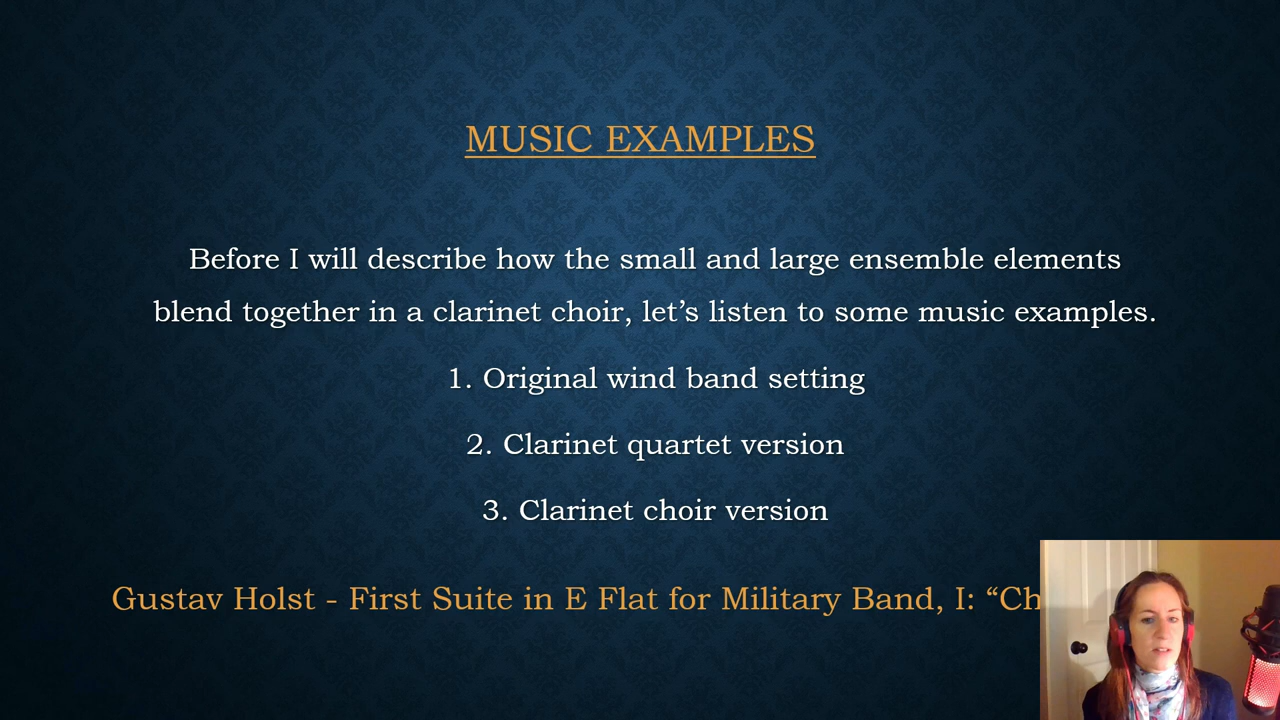 MUSIC EXAMPLES
Before I will describe how the small and large ensemble elements
blend together in a clarinet choir, let’s listen to some music examples.
1. Original wind band setting
2. Clarinet quartet version
3. Clarinet choir version
Gustav Holst - First Suite in E Flat for Military Band, I: “Ch